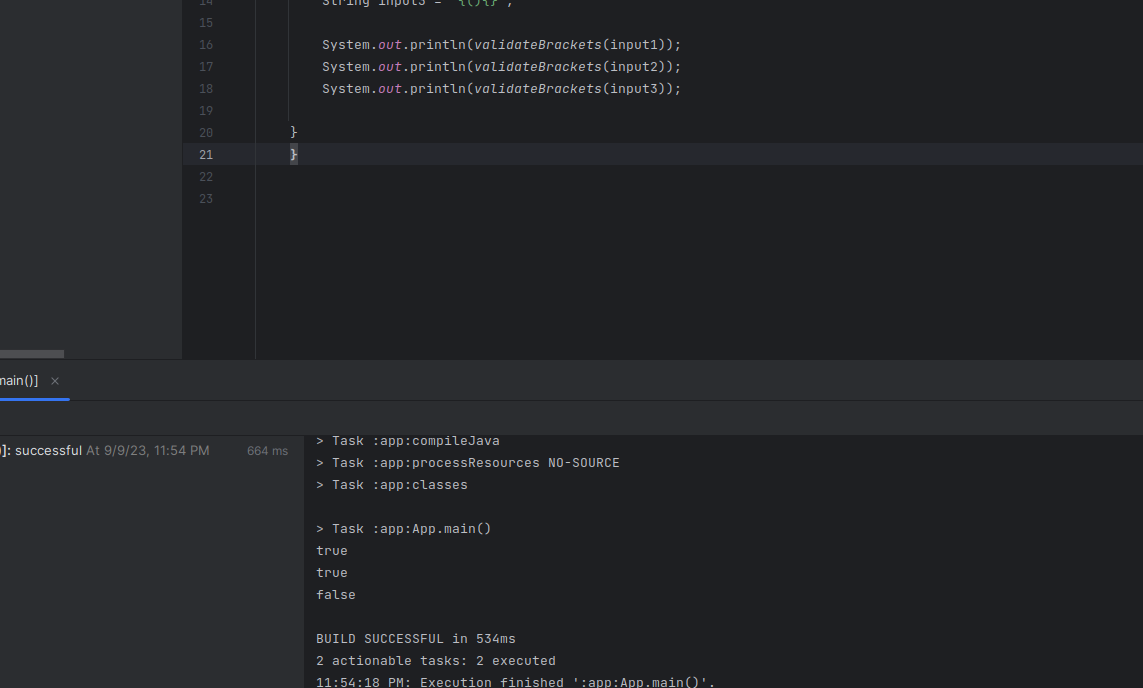 14 String input3 = "{(){}";
15
16 System.out.println(validateBrackets(input1));
17 System.out.println(validateBrackets(input2));
18 System.out.println(validateBrackets(input3));
19
20 }
21 }
22
23
main()] ×
]: successful At 9/9/23, 11:54 PM 664 ms
> Task :app:compileJava
> Task :app:processResources NO-SOURCE
> Task :app:classes
> Task :app:App.main()
true
true
false
BUILD SUCCESSFUL in 534ms
2 actionable tasks: 2 executed
11:54:18 PM: Execution finished ':app:App.main()'.